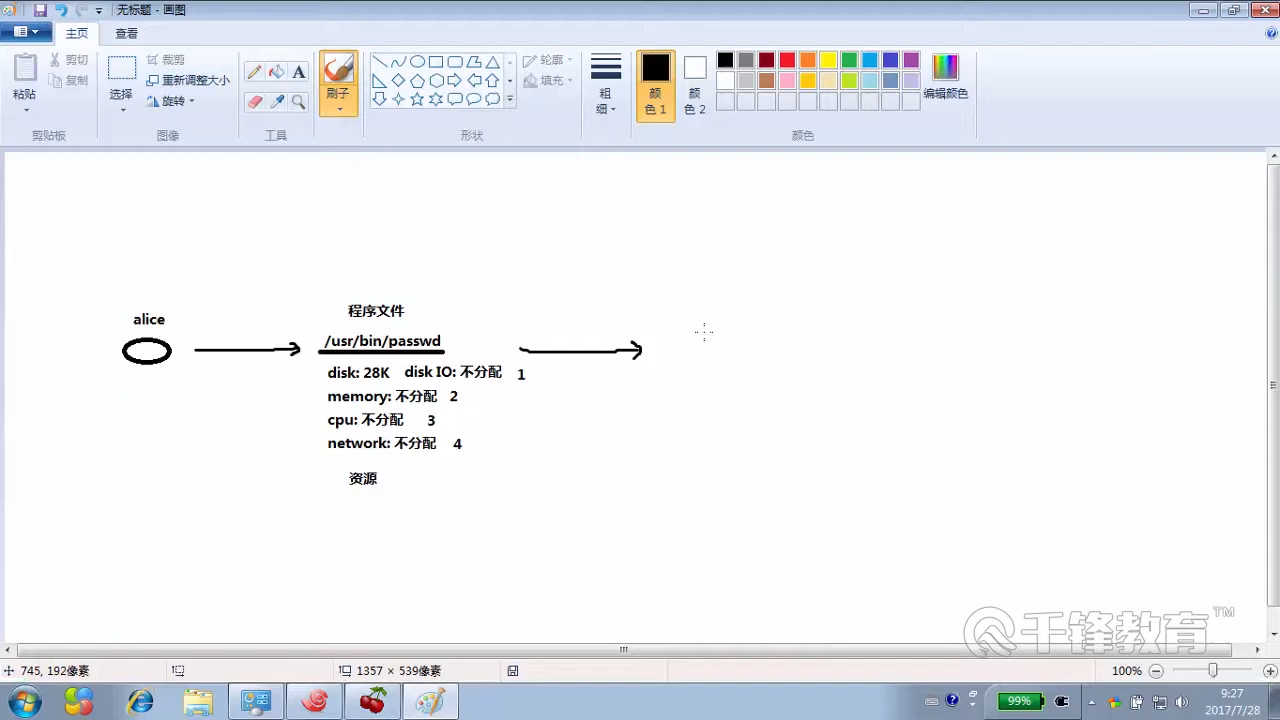 无标题 - 画图
主页
查看
粘贴
剪切
复制
剪贴板
选择
裁剪
重新调整大小
旋转
图像
A
工具
刷子
轮廓
填充
形状
粗细
颜色 1
颜色 2
编辑颜色
颜色
alice
程序文件
/usr/bin/passwd
disk: 28K disk IO: 不分配 1
memory: 不分配 2
cpu: 不分配 3
network: 不分配 4
资源
千锋教育 TM
745, 192像素
1357 × 539像素
100%
99%
9:27
2017/7/28